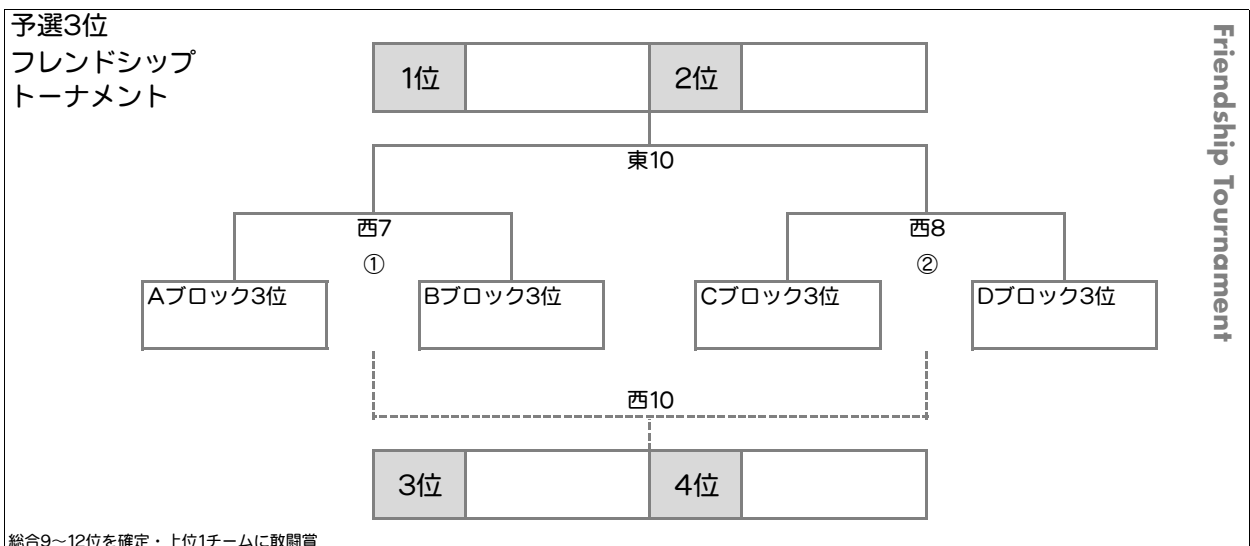 予選3位
フレンドシップ
トーナメント
Friendship Tournament
1位 2位
東10
西7 西8
① ②
Aブロック3位 Bブロック3位 Cブロック3位 Dブロック3位
西10
3位 4位
総合9~12位を確定・上位1チームに敢闘賞